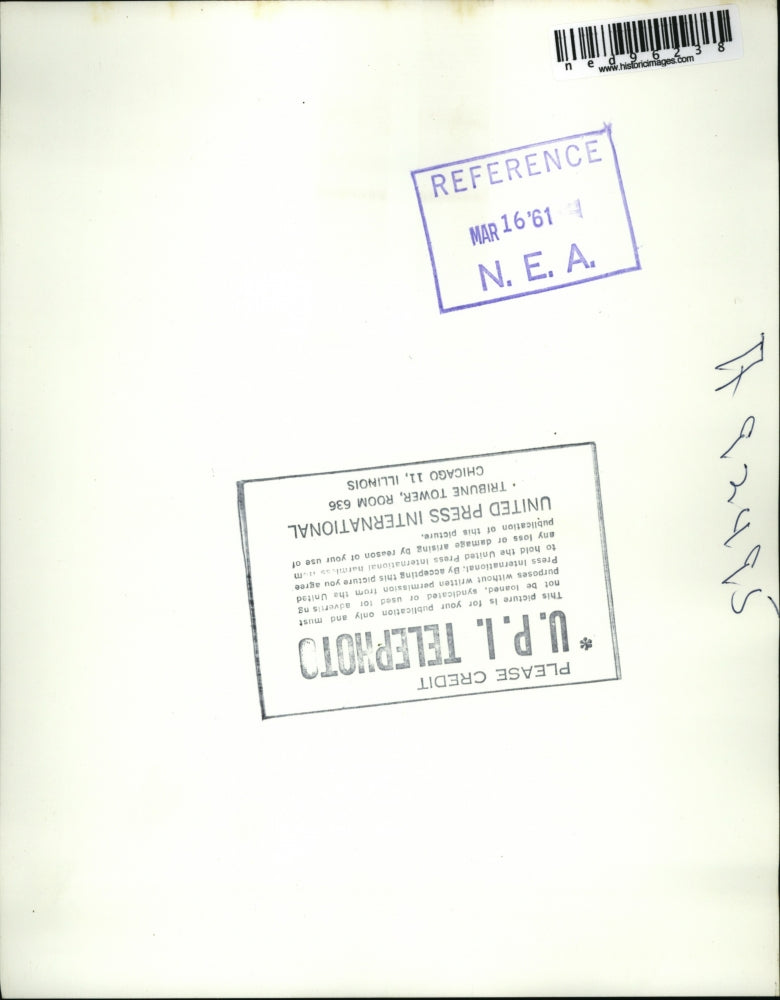 ned96238
www.historicimages.com
REFERENCE
MAR 16 '61
N. E. A.
PLEASE CREDIT
* U. P. I. TELEPHOTO
This picture is for your publication only and must
not be loaned, syndicated or used for advertising
purposes without written permission from the United
Press International. By accepting this picture you agree
to hold the United Press International harmless from
any loss or damage arising by reason of your use of
publication of this picture.
UNITED PRESS INTERNATIONAL
TRIBUNE TOWER, ROOM 636
CHICAGO 11, ILLINOIS